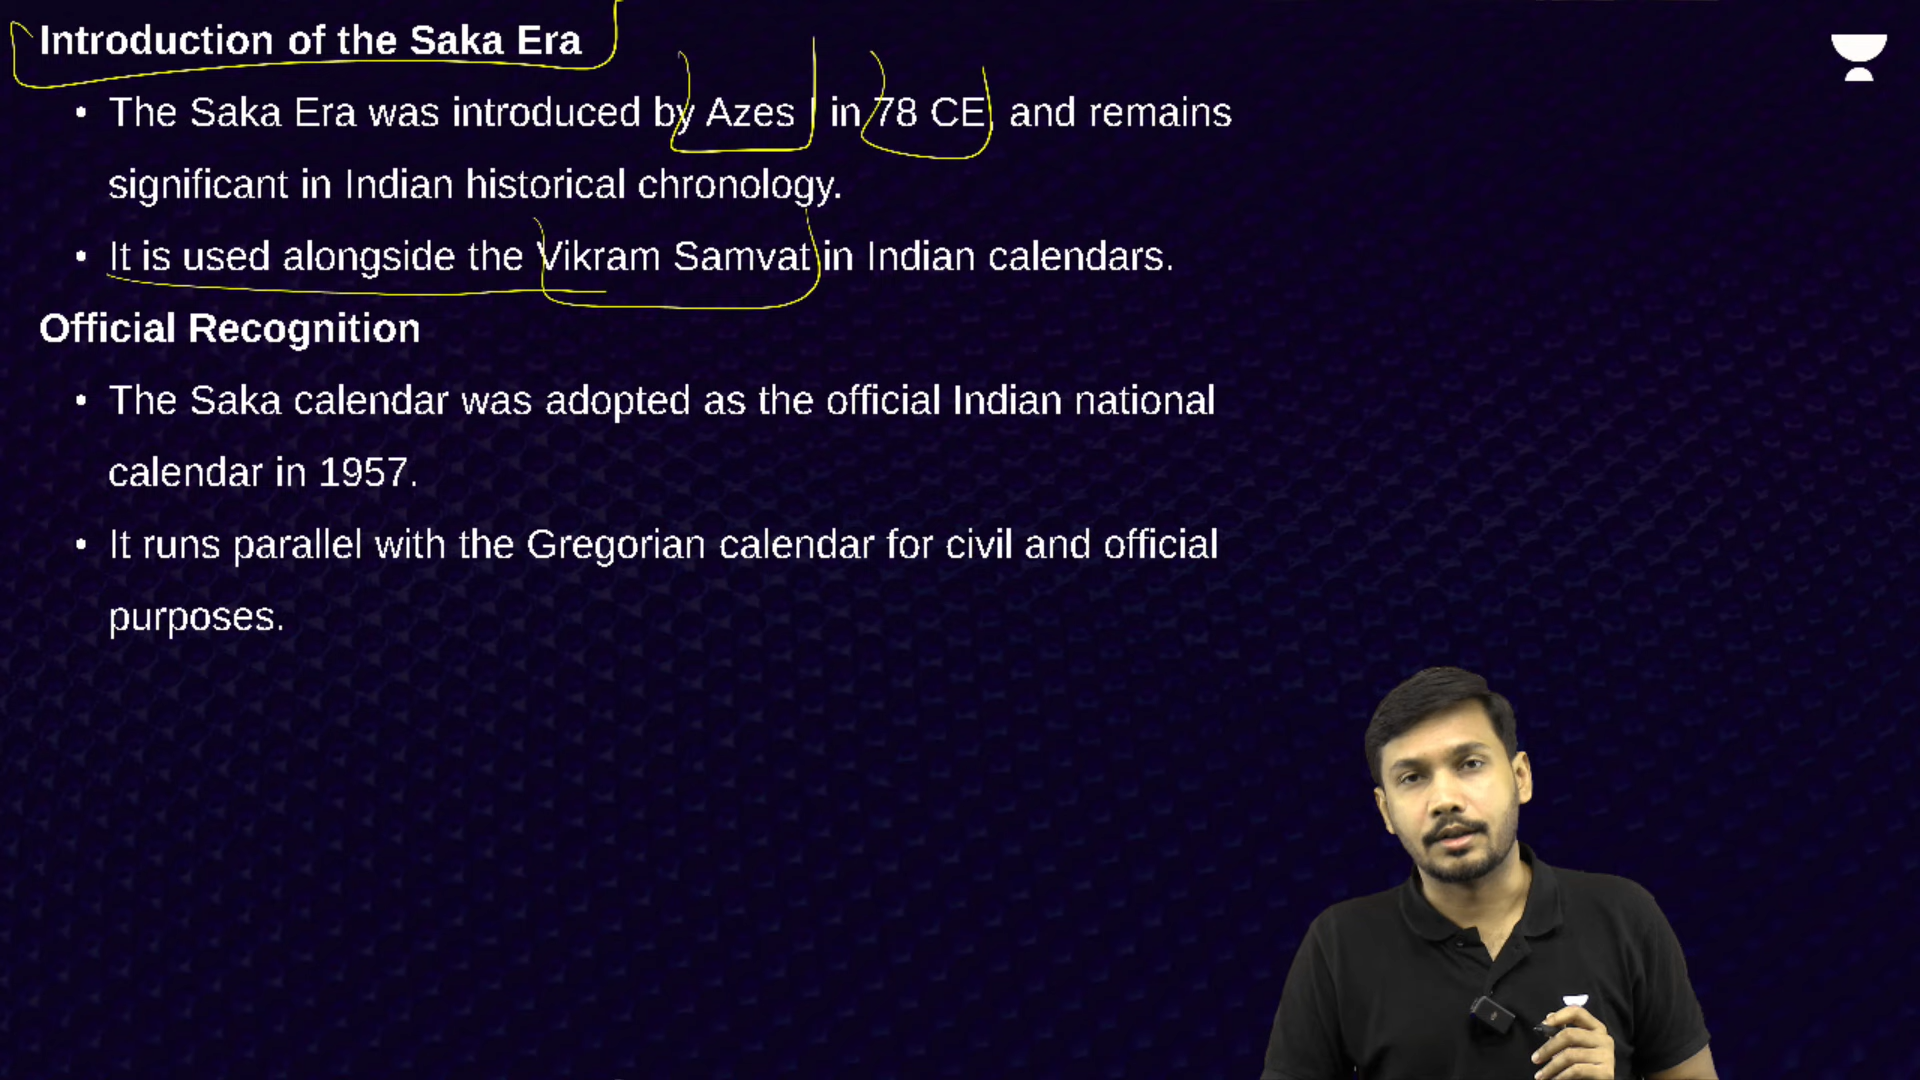 Introduction of the Saka Era
• The Saka Era was introduced by Azes I in 78 CE and remains
significant in Indian historical chronology.
• It is used alongside the Vikram Samvat in Indian calendars.
Official Recognition
• The Saka calendar was adopted as the official Indian national
calendar in 1957.
• It runs parallel with the Gregorian calendar for civil and official
purposes.